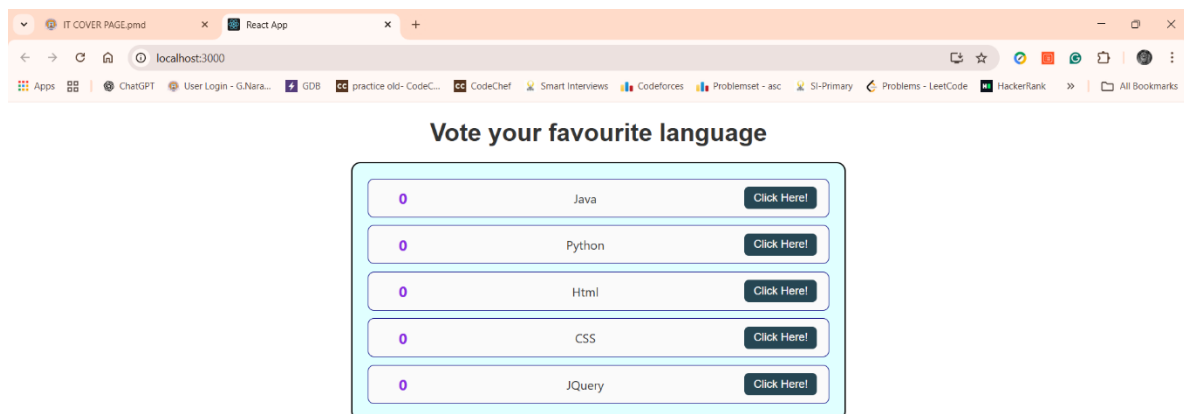 IT COVER PAGE.pmd React App
localhost:3000
Apps ChatGPT User Login - G.Nara... GDB practice old- CodeC... CodeChef Smart Interviews Codeforces Problemset - asc SI-Primary Problems - LeetCode HackerRank » All Bookmarks
Vote your favourite language
0 Java Click Here!
0 Python Click Here!
0 Html Click Here!
0 CSS Click Here!
0 JQuery Click Here!